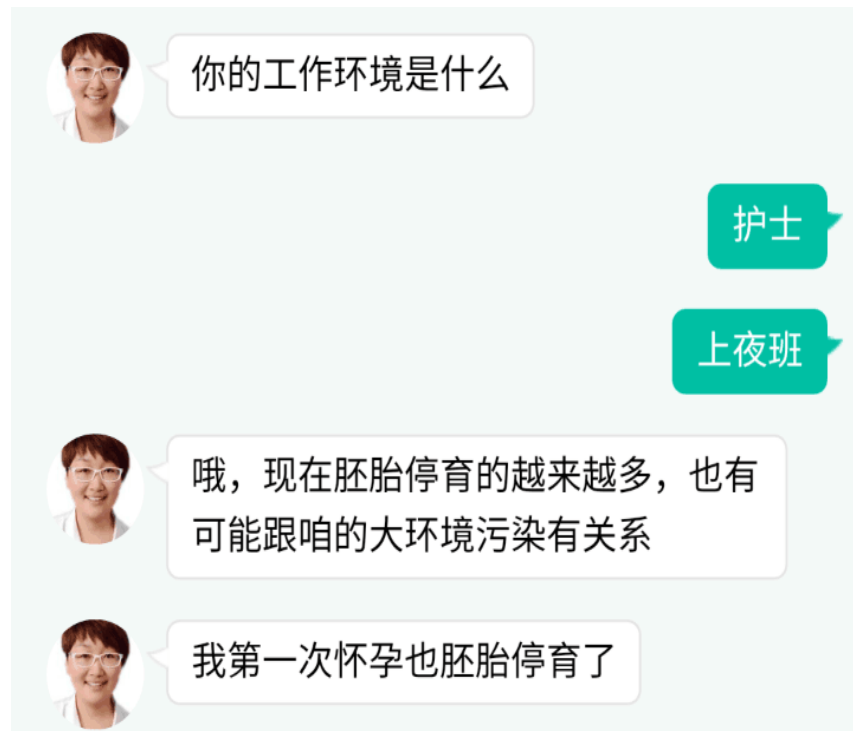 你的工作环境是什么
护士
上夜班
哦，现在胚胎停育的越来越多，也有
可能跟咱的大环境污染有关系
我第一次怀孕也胚胎停育了